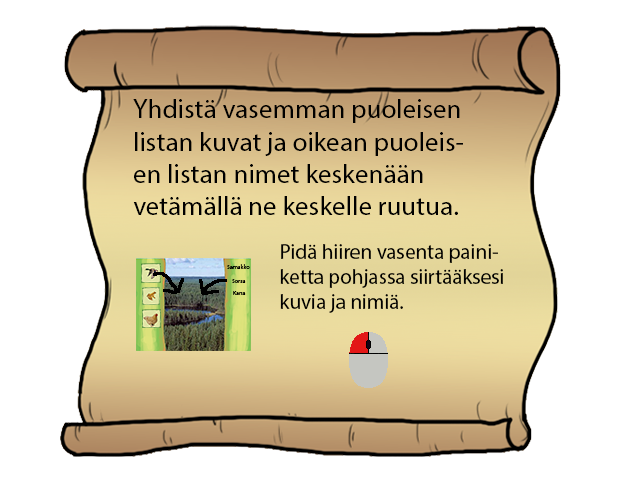 Yhdistä vasemman puoleisen
listan kuvat ja oikean puoleis-
en listan nimet keskenään
vetämällä ne keskelle ruutua.
Pidä hiiren vasenta paini-
ketta pohjassa siirtääksesi
kuvia ja nimiä.
Samakko
Sorsa
Kana